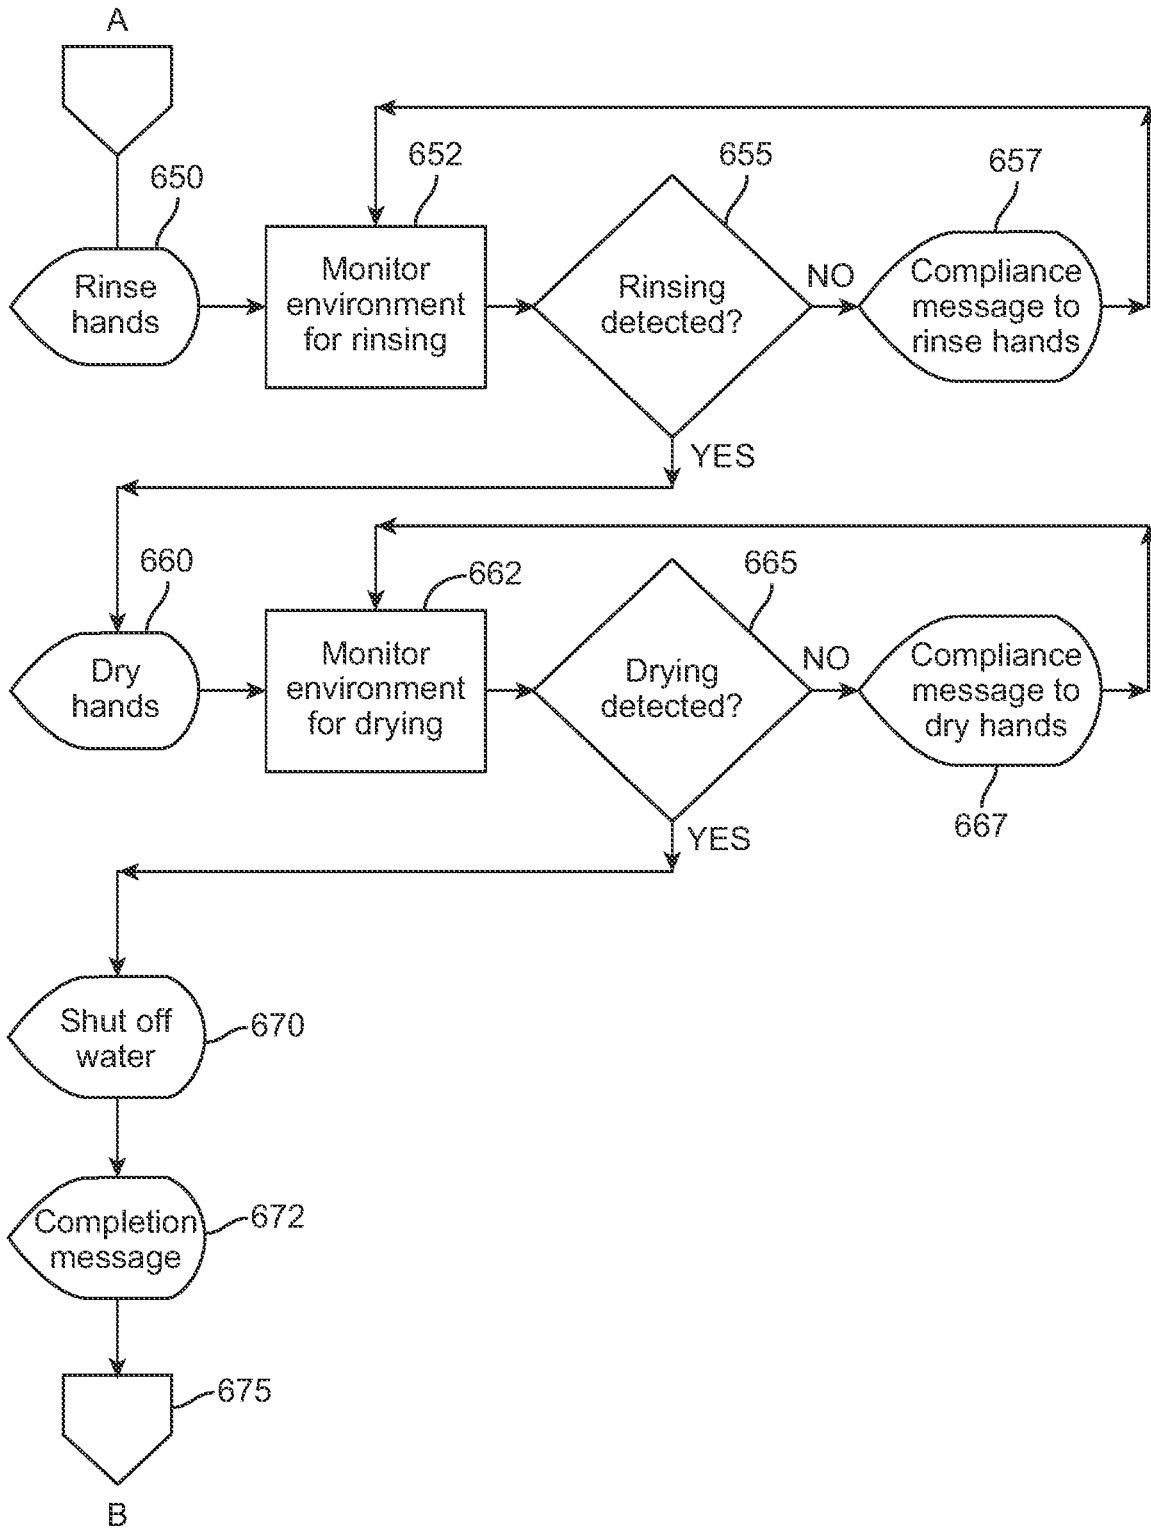 A
650
Rinse
hands
652
Monitor
environment
for rinsing
655
Rinsing
detected?
NO
657
Compliance
message to
rinse hands
YES
660
Dry
hands
662
Monitor
environment
for drying
665
Drying
detected?
NO
Compliance
message to
dry hands
667
YES
Shut off
water
670
Completion
message
672
675
B